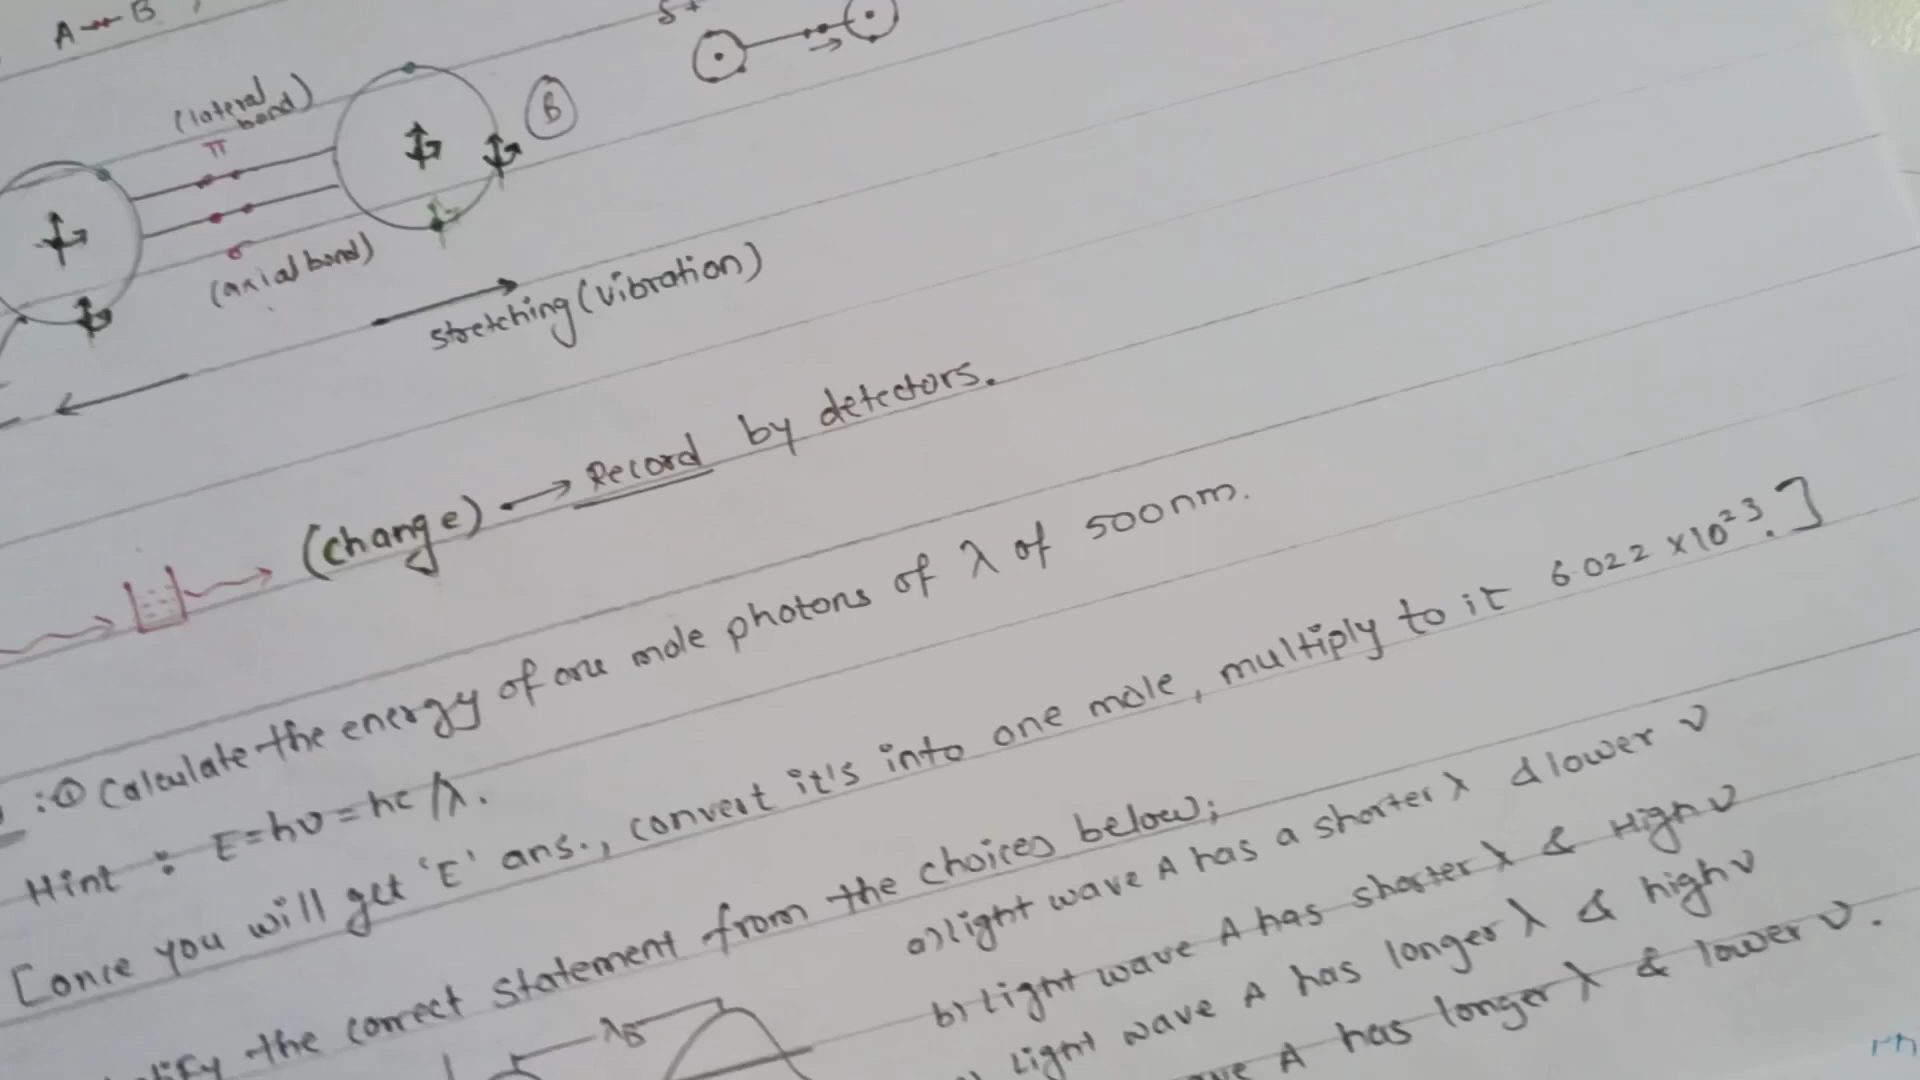 A B
δ+
(lateral
bond)
π
B
σ
(axial bond)
stretching (vibration)
(change) → Record by detectors.
:① Calculate the energy of one mole photons of λ of 500nm.
Hint : E=hν=hc/λ.
[once you will get 'E' ans., convert it's into one mole, multiply to it 6.022 ×10²³.]
the correct statement from the choices below;
a) light wave A has a shorter λ & lower ν
b) Light wave A has shorter λ & High ν
light wave A has longer λ & high ν
A has longer λ & lower ν.
λB